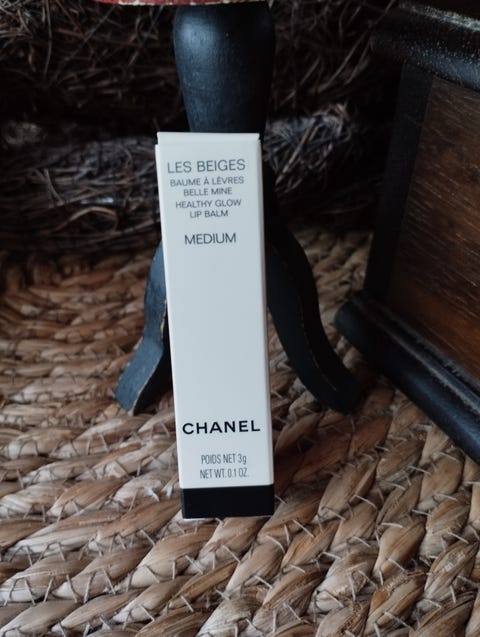 LES BEIGES
BAUME À LÈVRES
BELLE MINE
HEALTHY GLOW
LIP BALM
MEDIUM
CHANEL
POIDS NET 3g
NET WT. 0.1 OZ.